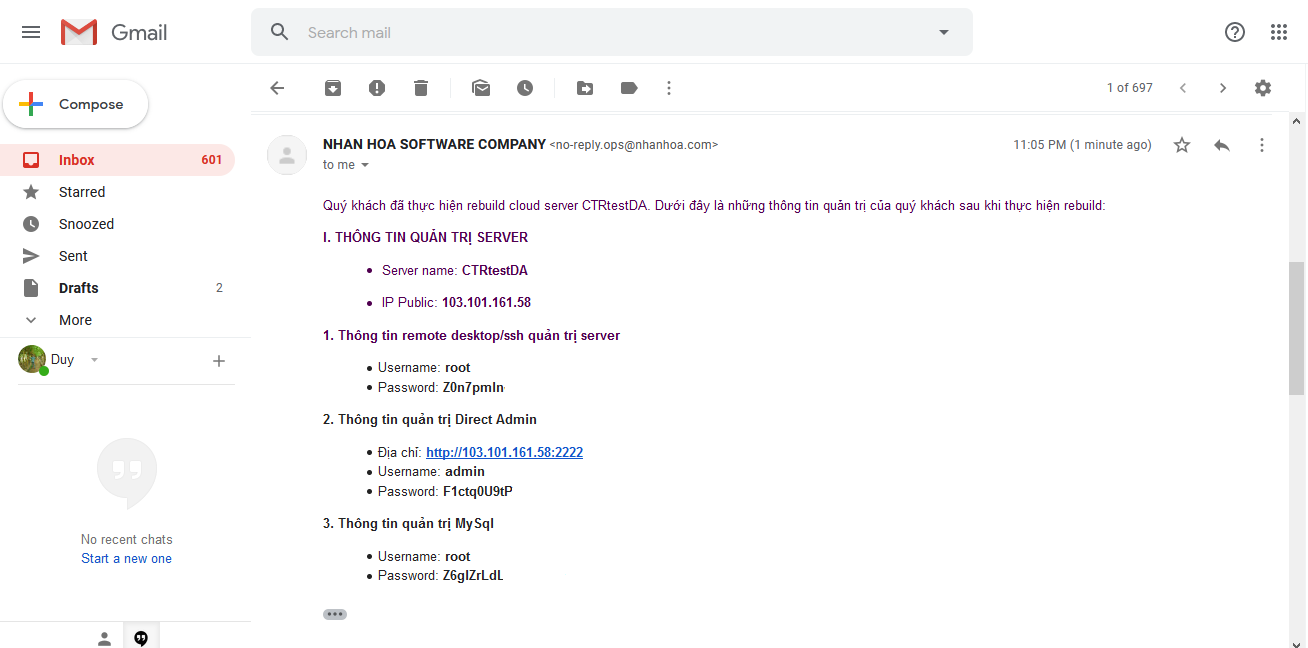 Gmail
Search mail
Compose
1 of 697
Inbox 601
Starred
Snoozed
Sent
Drafts 2
More
Duy
No recent chats
Start a new one
NHAN HOA SOFTWARE COMPANY <no-reply.ops@nhanhoa.com>
11:05 PM (1 minute ago)
to me
Quý khách đã thực hiện rebuild cloud server CTRtestDA. Dưới đây là những thông tin quản trị của quý khách sau khi thực hiện rebuild:
I. THÔNG TIN QUẢN TRỊ SERVER
• Server name: CTRtestDA
• IP Public: 103.101.161.58
1. Thông tin remote desktop/ssh quản trị server
• Username: root
• Password: Z0n7pmIn
2. Thông tin quản trị Direct Admin
• Địa chỉ: http://103.101.161.58:2222
• Username: admin
• Password: F1ctq0U9tP
3. Thông tin quản trị MySql
• Username: root
• Password: Z6gIZrLdL